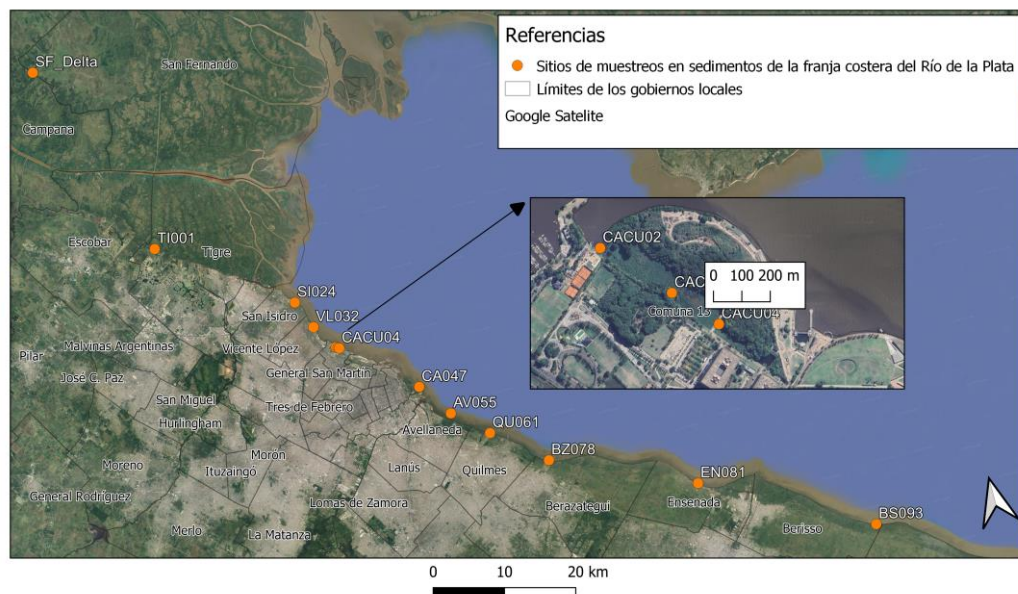 Referencias
Sitios de muestreos en sedimentos de la franja costera del Río de la Plata
Límites de los gobiernos locales
Google Satelite
SF_Delta
San Fernando
Campana
Escobar
TI001
Tigre
SI024
San Isidro
VL032
CACU04
Vicente López
Pilar
Malvinas Argentinas
General San Martín
José C. Paz
San Miguel
Tres de Febrero
CA047
Hurlingham
AV055
Avellaneda
QU061
Morón
Moreno
Ituzaingó
Lanús
Quilmes
BZ078
General Rodríguez
Lomas de Zamora
Berazategui
EN081
Ensenada
Merlo
La Matanza
Berisso
BS093
CACU02
CAC
Comuna 13
CACU04
0 100 200 m
0 10 20 km